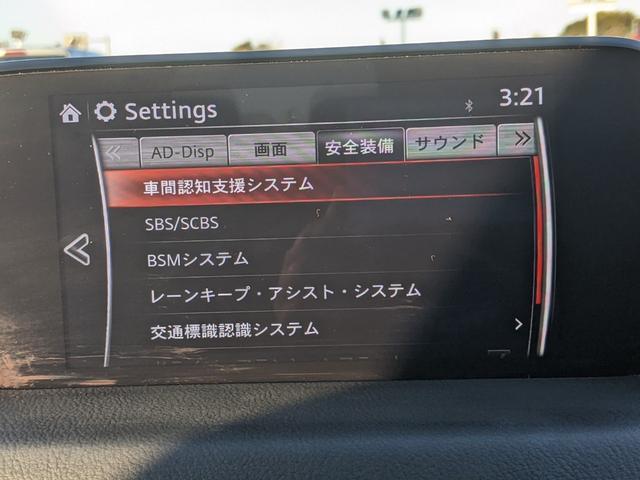 Settings 3:21
AD-Disp 画面 安全装備 サウンド
車間認知支援システム
SBS/SCBS
BSMシステム
レーンキープ・アシスト・システム
交通標識認識システム